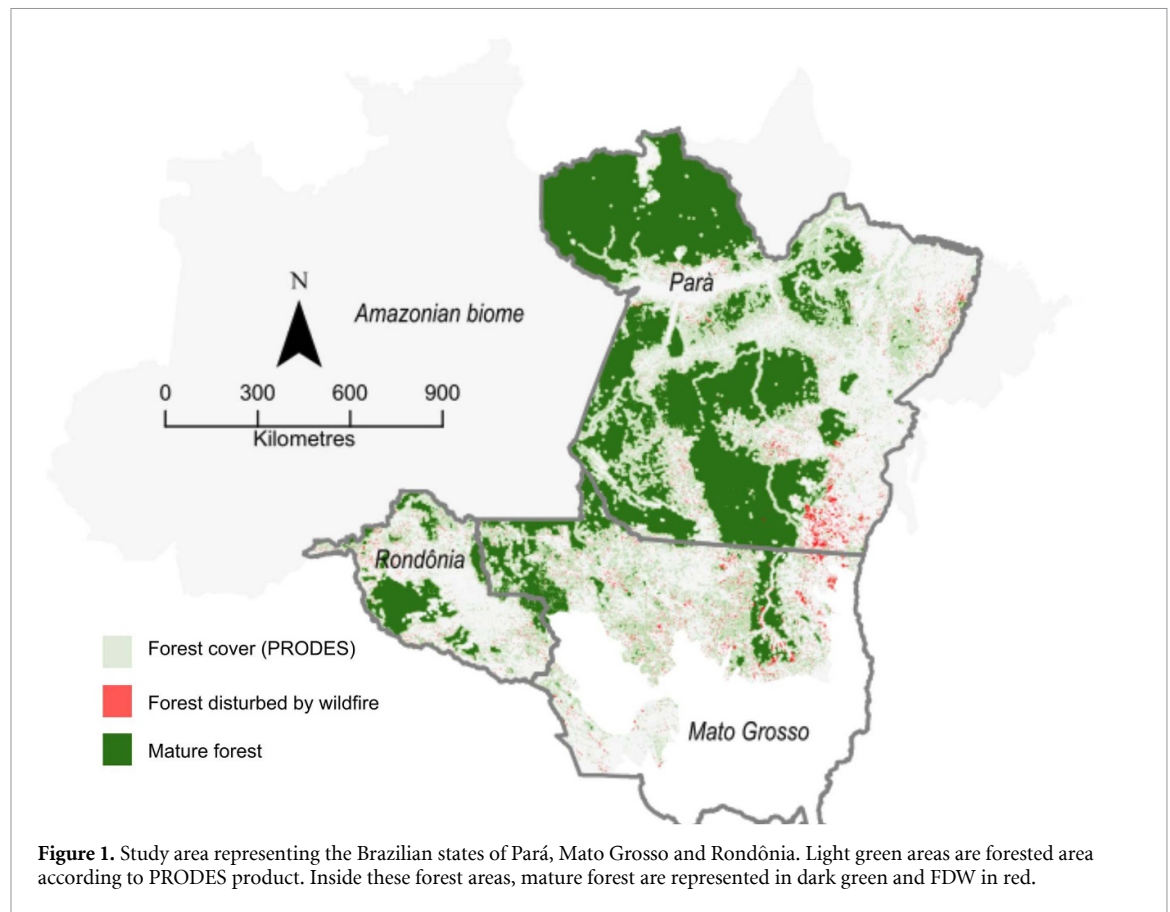 Parà
N
Amazonian biome
0 300 600 900
Kilometres
Rondônia
Forest cover (PRODES)
Forest disturbed by wildfire
Mato Grosso
Mature forest
Figure 1. Study area representing the Brazilian states of Pará, Mato Grosso and Rondônia. Light green areas are forested area
according to PRODES product. Inside these forest areas, mature forest are represented in dark green and FDW in red.